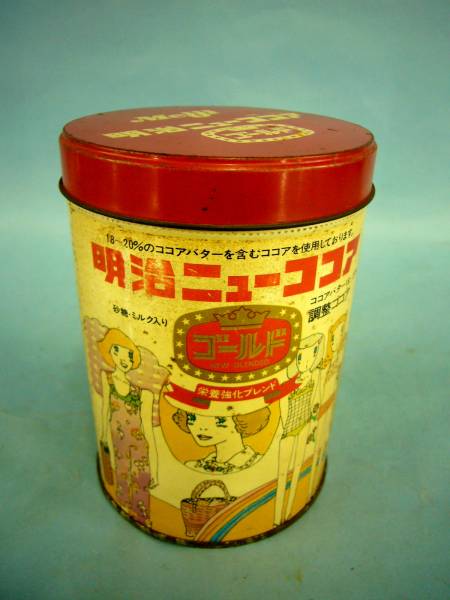 18～20%のココアバターを含むココアを使用しております。
明治ニューココア
砂糖・ミルク入り
ココアバター
調整ココア
ゴールド
NEW BLENDED
栄養強化ブレンド